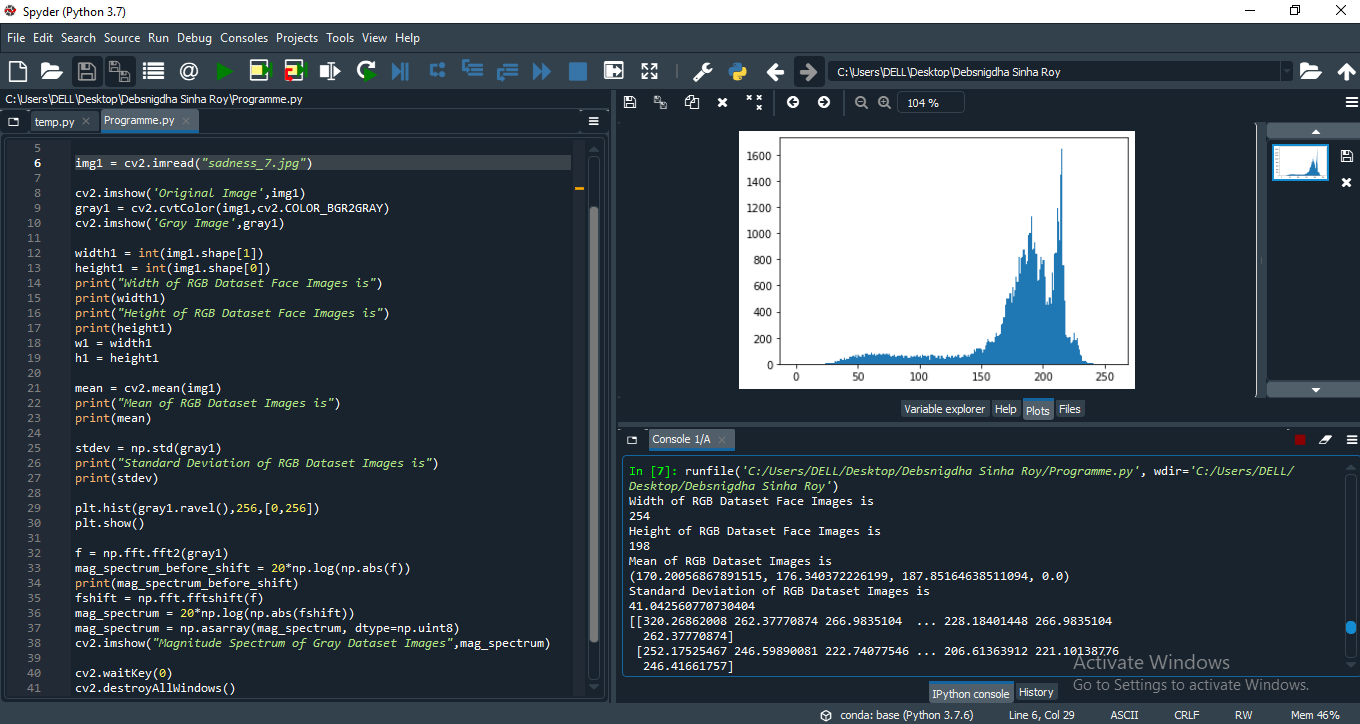 Spyder (Python 3.7)
File Edit Search Source Run Debug Consoles Projects Tools View Help
C:\Users\DELL\Desktop\Debsnigdha Sinha Roy
C:\Users\DELL\Desktop\Debsnigdha Sinha Roy\Programme.py
temp.py Programme.py
5
6 img1 = cv2.imread("sadness_7.jpg")
7
8 cv2.imshow('Original Image',img1)
9 gray1 = cv2.cvtColor(img1,cv2.COLOR_BGR2GRAY)
10 cv2.imshow('Gray Image',gray1)
11
12 width1 = int(img1.shape[1])
13 height1 = int(img1.shape[0])
14 print("Width of RGB Dataset Face Images is")
15 print(width1)
16 print("Height of RGB Dataset Face Images is")
17 print(height1)
18 w1 = width1
19 h1 = height1
20
21 mean = cv2.mean(img1)
22 print("Mean of RGB Dataset Images is")
23 print(mean)
24
25 stdev = np.std(gray1)
26 print("Standard Deviation of RGB Dataset Images is")
27 print(stdev)
28
29 plt.hist(gray1.ravel(),256,[0,256])
30 plt.show()
31
32 f = np.fft.fft2(gray1)
33 mag_spectrum_before_shift = 20*np.log(np.abs(f))
34 print(mag_spectrum_before_shift)
35 fshift = np.fft.fftshift(f)
36 mag_spectrum = 20*np.log(np.abs(fshift))
37 mag_spectrum = np.asarray(mag_spectrum, dtype=np.uint8)
38 cv2.imshow("Magnitude Spectrum of Gray Dataset Images",mag_spectrum)
39
40 cv2.waitKey(0)
41 cv2.destroyAllWindows()
104 %
1600
1400
1200
1000
800
600
400
200
0
0 50 100 150 200 250
Variable explorer Help Plots Files
Console 1/A
In [7]: runfile('C:/Users/DELL/Desktop/Debsnigdha Sinha Roy/Programme.py', wdir='C:/Users/DELL/
Desktop/Debsnigdha Sinha Roy')
Width of RGB Dataset Face Images is
254
Height of RGB Dataset Face Images is
198
Mean of RGB Dataset Images is
(170.20056867891515, 176.340372226199, 187.85164638511094, 0.0)
Standard Deviation of RGB Dataset Images is
41.042560770730404
[[320.26862008 262.37770874 266.9835104 ... 228.18401448 266.9835104
262.37770874]
[252.17525467 246.59890081 222.74077546 ... 206.61363912 221.10138776
246.41661757]
Activate Windows
Go to Settings to activate Windows.
IPython console History
conda: base (Python 3.7.6) Line 6, Col 29 ASCII CRLF RW Mem 46%